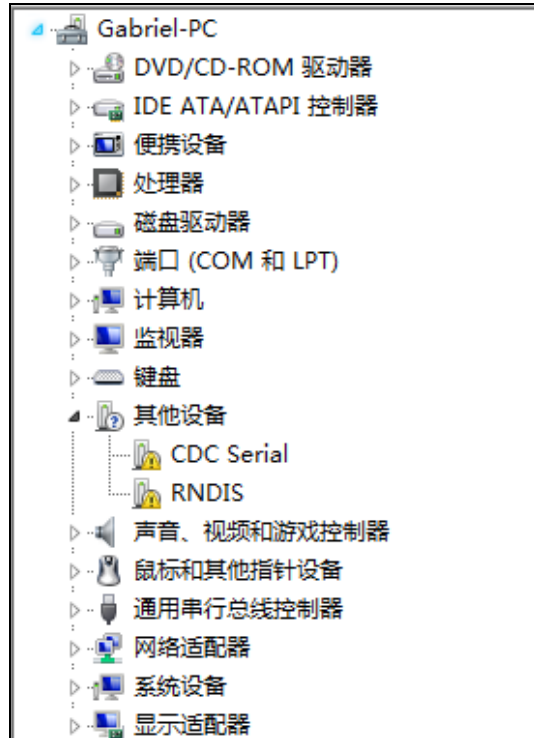 Gabriel-PC
DVD/CD-ROM 驱动器
IDE ATA/ATAPI 控制器
便携设备
处理器
磁盘驱动器
端口 (COM 和 LPT)
计算机
监视器
键盘
其他设备
CDC Serial
RNDIS
声音、视频和游戏控制器
鼠标和其他指针设备
通用串行总线控制器
网络适配器
系统设备
显示适配器